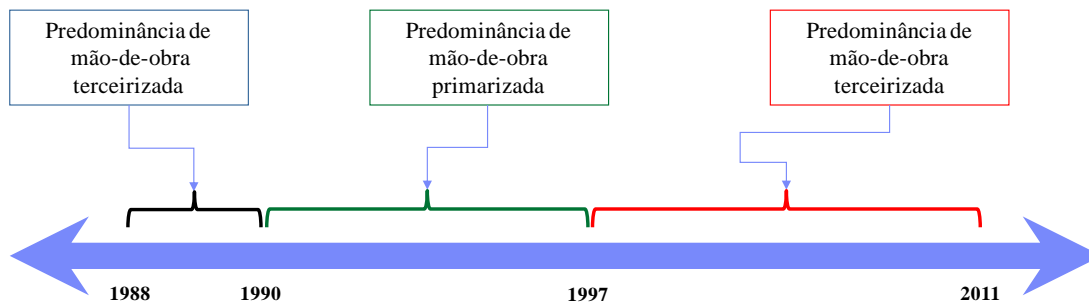 Predominância de
mão-de-obra
terceirizada
Predominância de
mão-de-obra
primarizada
Predominância de
mão-de-obra
terceirizada
1988
1990
1997
2011